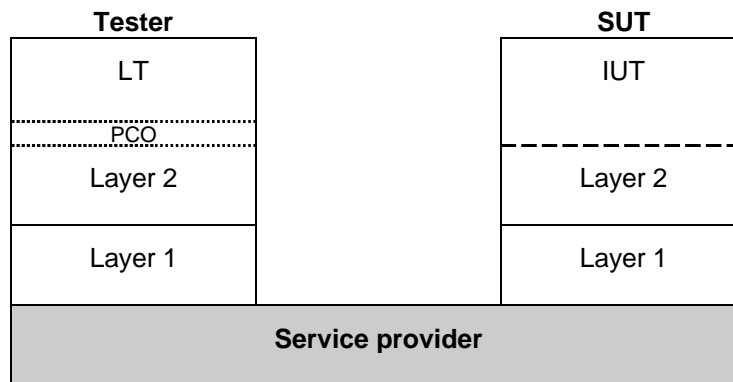 Tester
SUT
LT
IUT
PCO
Layer 2
Layer 2
Layer 1
Layer 1
Service provider